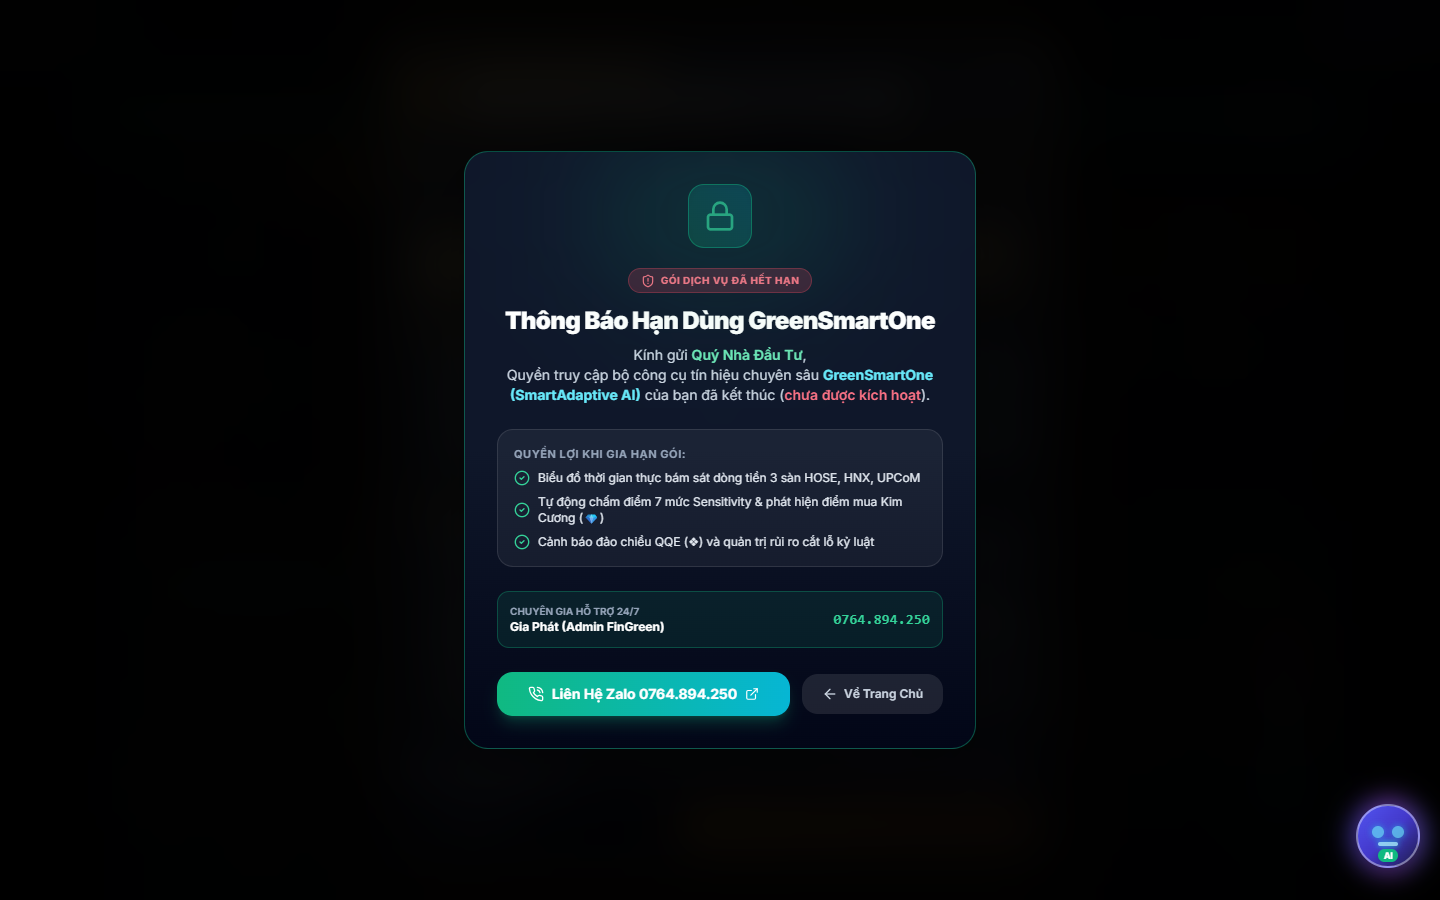 GÓI DỊCH VỤ ĐÃ HẾT HẠN
Thông Báo Hạn Dùng GreenSmartOne
Kính gửi Quý Nhà Đầu Tư,
Quyền truy cập bộ công cụ tín hiệu chuyên sâu GreenSmartOne
(SmartAdaptive AI) của bạn đã kết thúc (chưa được kích hoạt).
QUYỀN LỢI KHI GIA HẠN GÓI:
Biểu đồ thời gian thực bám sát dòng tiền 3 sàn HOSE, HNX, UPCoM
Tự động chấm điểm 7 mức Sensitivity & phát hiện điểm mua Kim
Cương (💎)
Cảnh báo đảo chiều QQE (❖) và quản trị rủi ro cắt lỗ kỷ luật
CHUYÊN GIA HỖ TRỢ 24/7
Gia Phát (Admin FinGreen)
0764.894.250
Liên Hệ Zalo 0764.894.250
Về Trang Chủ
AI